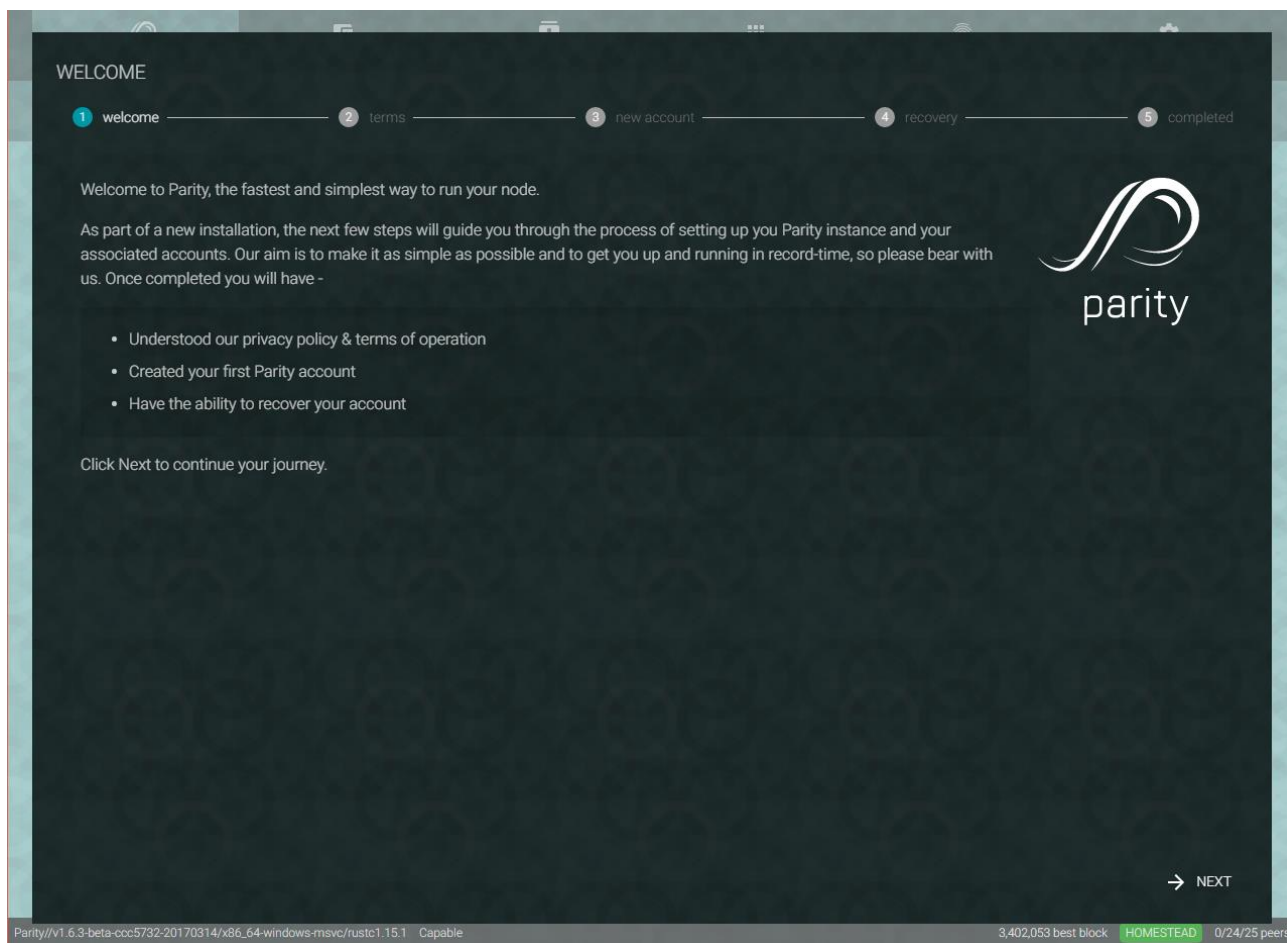 WELCOME
1 welcome 2 terms 3 new account 4 recovery 5 completed
Welcome to Parity, the fastest and simplest way to run your node.
As part of a new installation, the next few steps will guide you through the process of setting up you Parity instance and your
associated accounts. Our aim is to make it as simple as possible and to get you up and running in record-time, so please bear with
us. Once completed you will have -
parity
• Understood our privacy policy & terms of operation
• Created your first Parity account
• Have the ability to recover your account
Click Next to continue your journey.
→ NEXT
Parity//v1.6.3-beta-ccc5732-20170314/x86_64-windows-msvc/rustc1.15.1 Capable 3,402,053 best block HOMESTEAD 0/24/25 peers